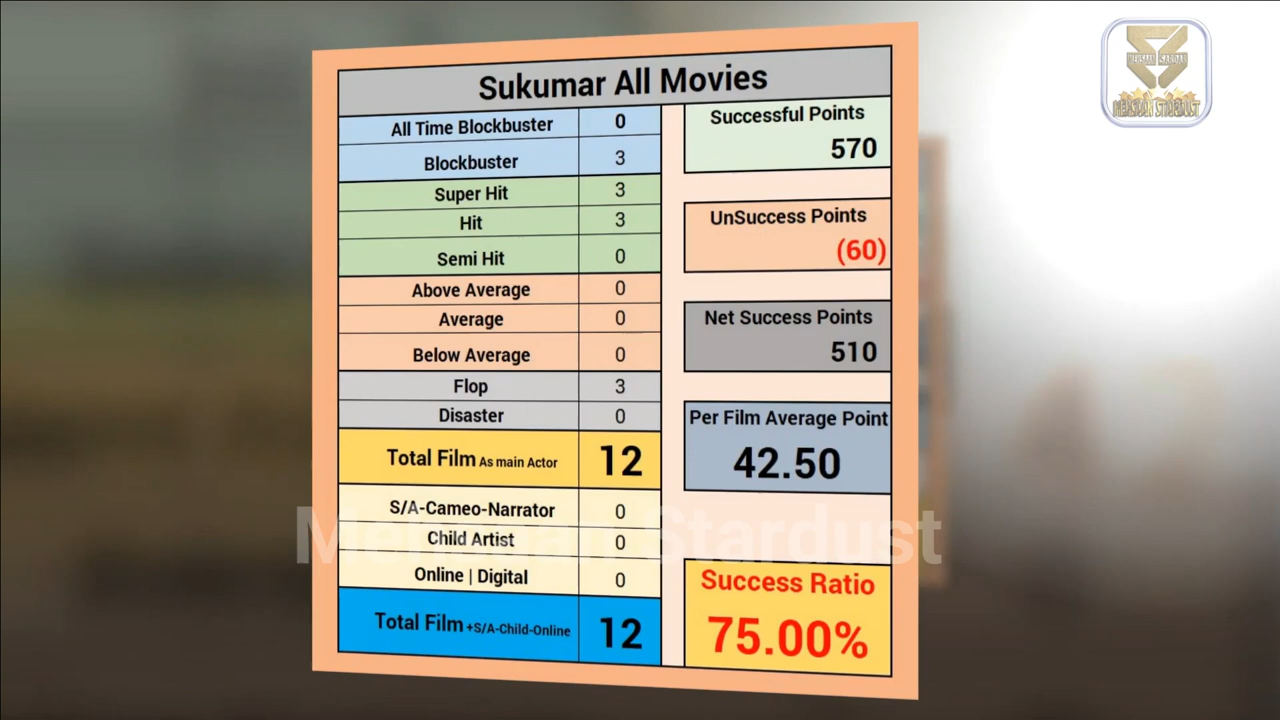 Sukumar All Movies
All Time Blockbuster 0
Blockbuster 3
Super Hit 3
Hit 3
Semi Hit 0
Above Average 0
Average 0
Below Average 0
Flop 3
Disaster 0
Total Film As main Actor 12
S/A-Cameo-Narrator 0
Child Artist 0
Online | Digital 0
Total Film +S/A-Child-Online 12
Successful Points
570
UnSuccess Points
(60)
Net Success Points
510
Per Film Average Point
42.50
Success Ratio
75.00%
Stardust